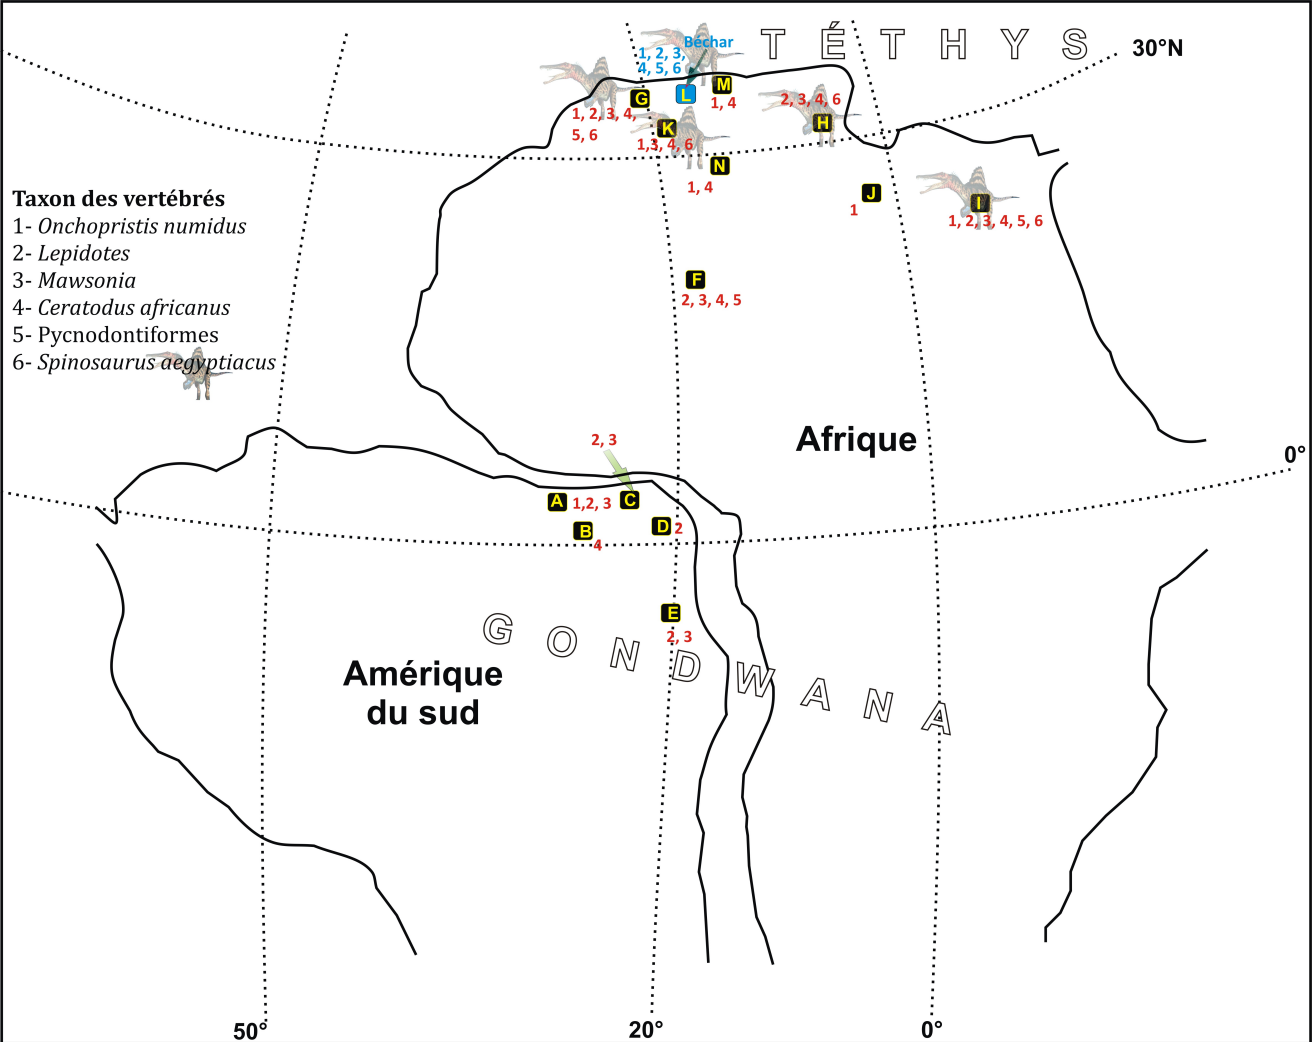 T É T H Y S
30°N
Béchar
1, 2, 3,
4, 5, 6
L
M
1, 4
G
1, 2, 3, 4,
5, 6
K
1,3, 4, 6
2, 3, 4, 6
H
N
1, 4
J
1
I
1, 2, 3, 4, 5, 6
Taxon des vertébrés
1- Onchopristis numidus
2- Lepidotes
3- Mawsonia
4- Ceratodus africanus
5- Pycnodontiformes
6- Spinosaurus aegyptiacus
F
2, 3, 4, 5
Afrique
0°
2, 3
A
1,2, 3
C
B
4
D
2
E
2, 3
G O N D W A N A
Amérique
du sud
50°
20°
0°